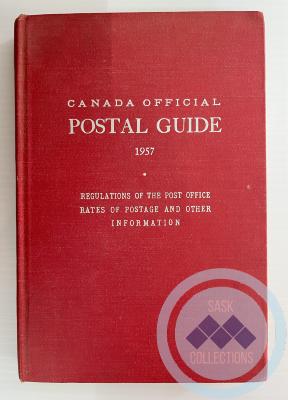 CANADA OFFICIAL
POSTAL GUIDE
1957
REGULATIONS OF THE POST OFFICE
RATES OF POSTAGE AND OTHER
INFORMATION
SASK
COLLECTIONS